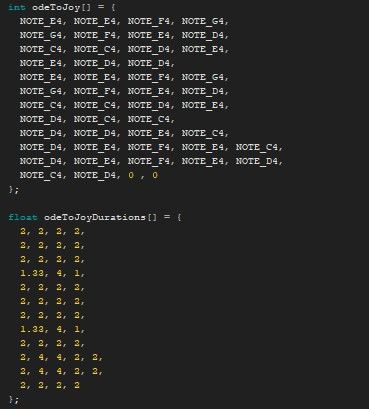 int odeToJoy[] = {
NOTE_E4, NOTE_E4, NOTE_F4, NOTE_G4,
NOTE_G4, NOTE_F4, NOTE_E4, NOTE_D4,
NOTE_C4, NOTE_C4, NOTE_D4, NOTE_E4,
NOTE_E4, NOTE_D4, NOTE_D4,
NOTE_E4, NOTE_E4, NOTE_F4, NOTE_G4,
NOTE_G4, NOTE_F4, NOTE_E4, NOTE_D4,
NOTE_C4, NOTE_C4, NOTE_D4, NOTE_E4,
NOTE_D4, NOTE_C4, NOTE_C4,
NOTE_D4, NOTE_D4, NOTE_E4, NOTE_C4,
NOTE_D4, NOTE_E4, NOTE_F4, NOTE_E4, NOTE_C4,
NOTE_D4, NOTE_E4, NOTE_F4, NOTE_E4, NOTE_D4,
NOTE_C4, NOTE_D4, 0 , 0
};
float odeToJoyDurations[] = {
2, 2, 2, 2,
2, 2, 2, 2,
2, 2, 2, 2,
1.33, 4, 1,
2, 2, 2, 2,
2, 2, 2, 2,
2, 2, 2, 2,
1.33, 4, 1,
2, 2, 2, 2,
2, 4, 4, 2, 2,
2, 4, 4, 2, 2,
2, 2, 2, 2
};